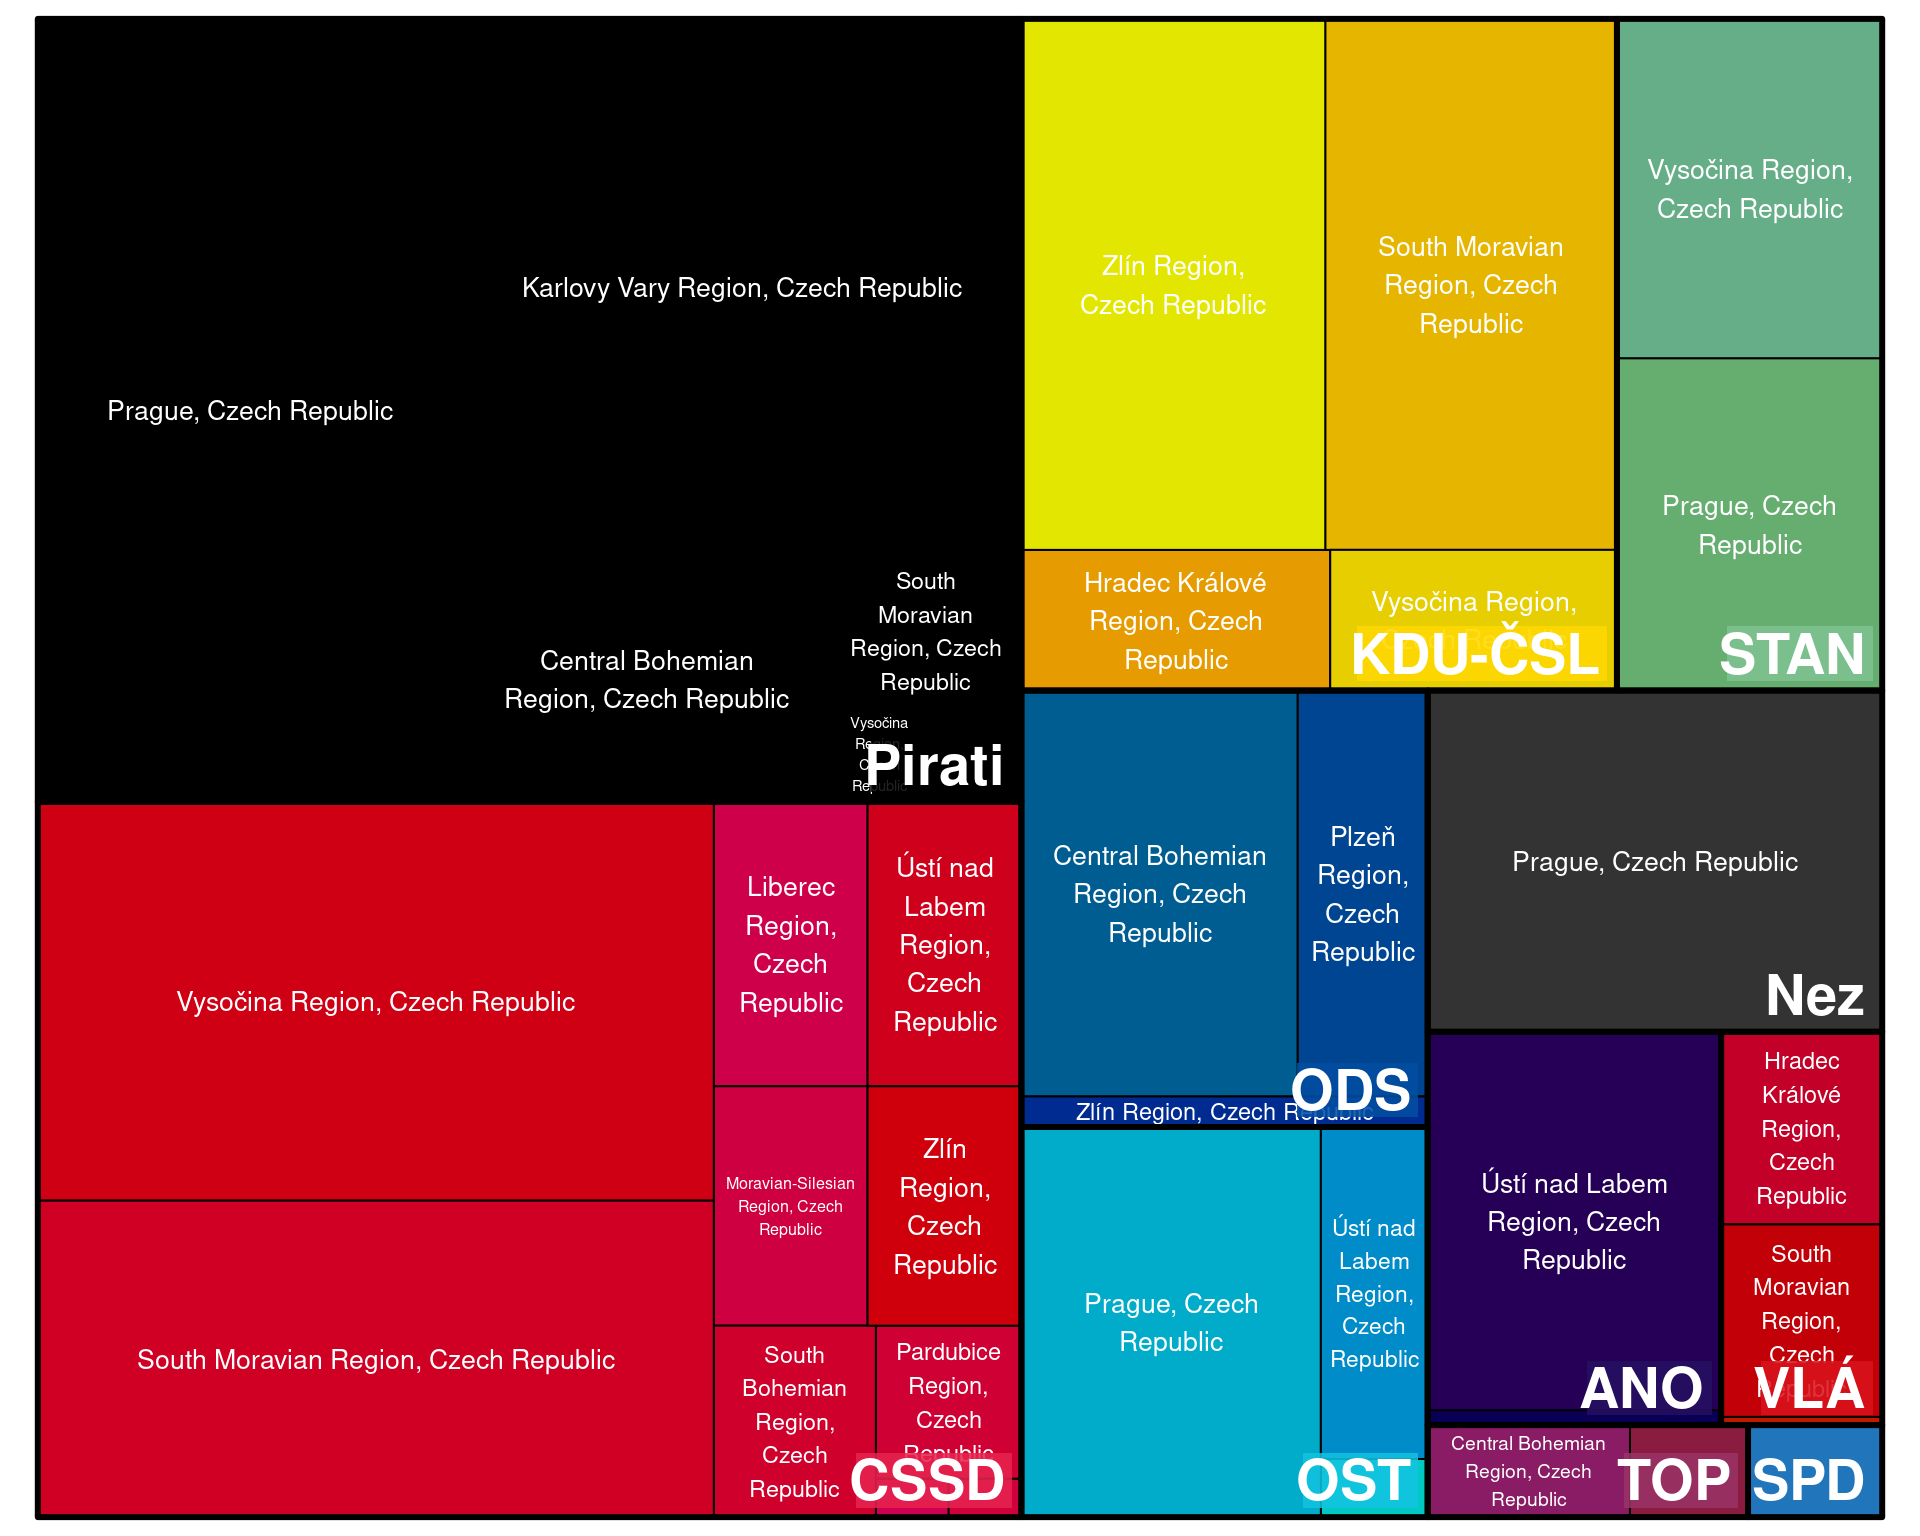 Karlovy Vary Region, Czech Republic
Prague, Czech Republic
Central Bohemian
Region, Czech Republic
South
Moravian
Region, Czech
Republic
Vysočina
Pirati
Zlín Region,
Czech Republic
South Moravian
Region, Czech
Republic
Hradec Králové
Region, Czech
Republic
Vysočina Region,
KDU-ČSL
Vysočina Region,
Czech Republic
Prague, Czech
Republic
STAN
Vysočina Region, Czech Republic
South Moravian Region, Czech Republic
Liberec
Region,
Czech
Republic
Ústí nad
Labem
Region,
Czech
Republic
Moravian-Silesian
Region, Czech
Republic
Zlín
Region,
Czech
Republic
South
Bohemian
Region,
Czech
Republic
Pardubice
Region,
Czech
Republic
CSSD
Central Bohemian
Region, Czech
Republic
Plzeň
Region,
Czech
Republic
Zlín Region, Czech Republic
ODS
Prague, Czech
Republic
Ústí nad
Labem
Region,
Czech
Republic
OST
Prague, Czech Republic
Nez
Ústí nad Labem
Region, Czech
Republic
ANO
Hradec
Králové
Region,
Czech
Republic
South
Moravian
Region,
Czech
VLÁ
Central Bohemian
Region, Czech
Republic
TOP
SPD